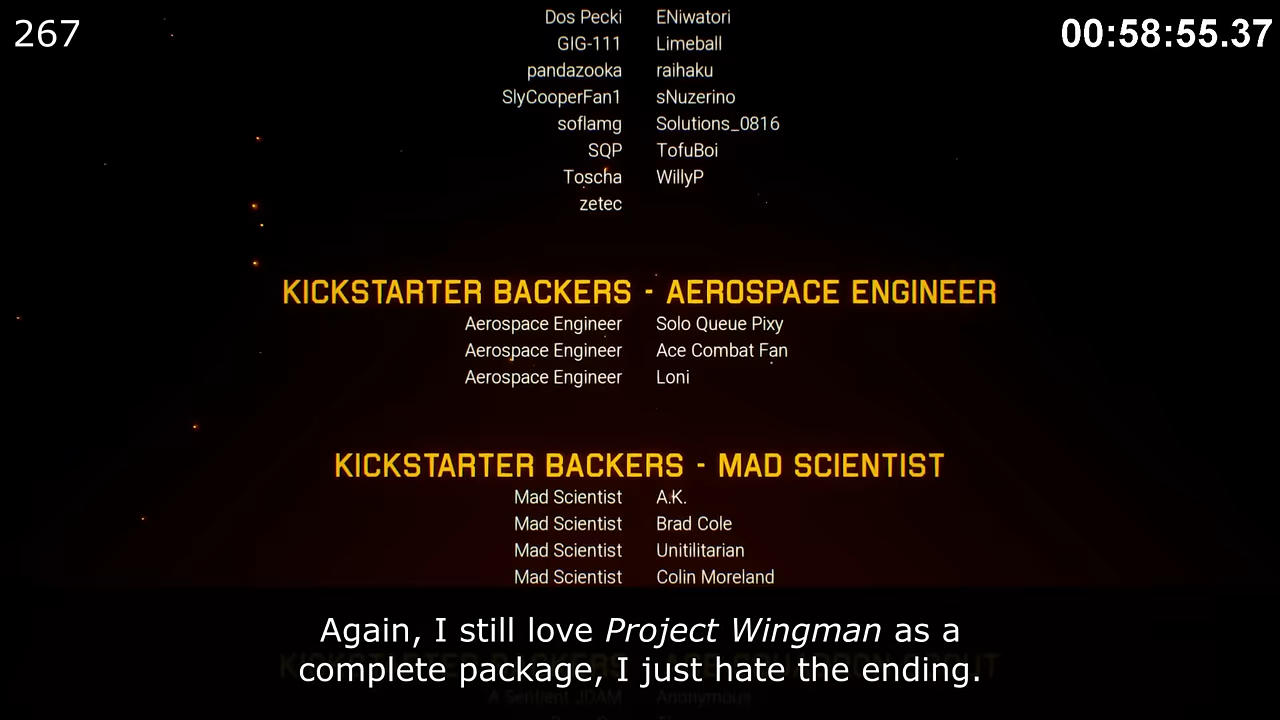 267
00:58:55.37
Dos Pecki ENiwatori
GIG-111 Limeball
pandazooka raihaku
SlyCooperFan1 sNuzerino
soflamg Solutions_0816
SQP TofuBoi
Toscha WillyP
zetec
KICKSTARTER BACKERS - AEROSPACE ENGINEER
Aerospace Engineer Solo Queue Pixy
Aerospace Engineer Ace Combat Fan
Aerospace Engineer Loni
KICKSTARTER BACKERS - MAD SCIENTIST
Mad Scientist A.K.
Mad Scientist Brad Cole
Mad Scientist Unitilitarian
Mad Scientist Colin Moreland
Again, I still love Project Wingman as a
complete package, I just hate the ending.
A Sentient JDAM Anonymous